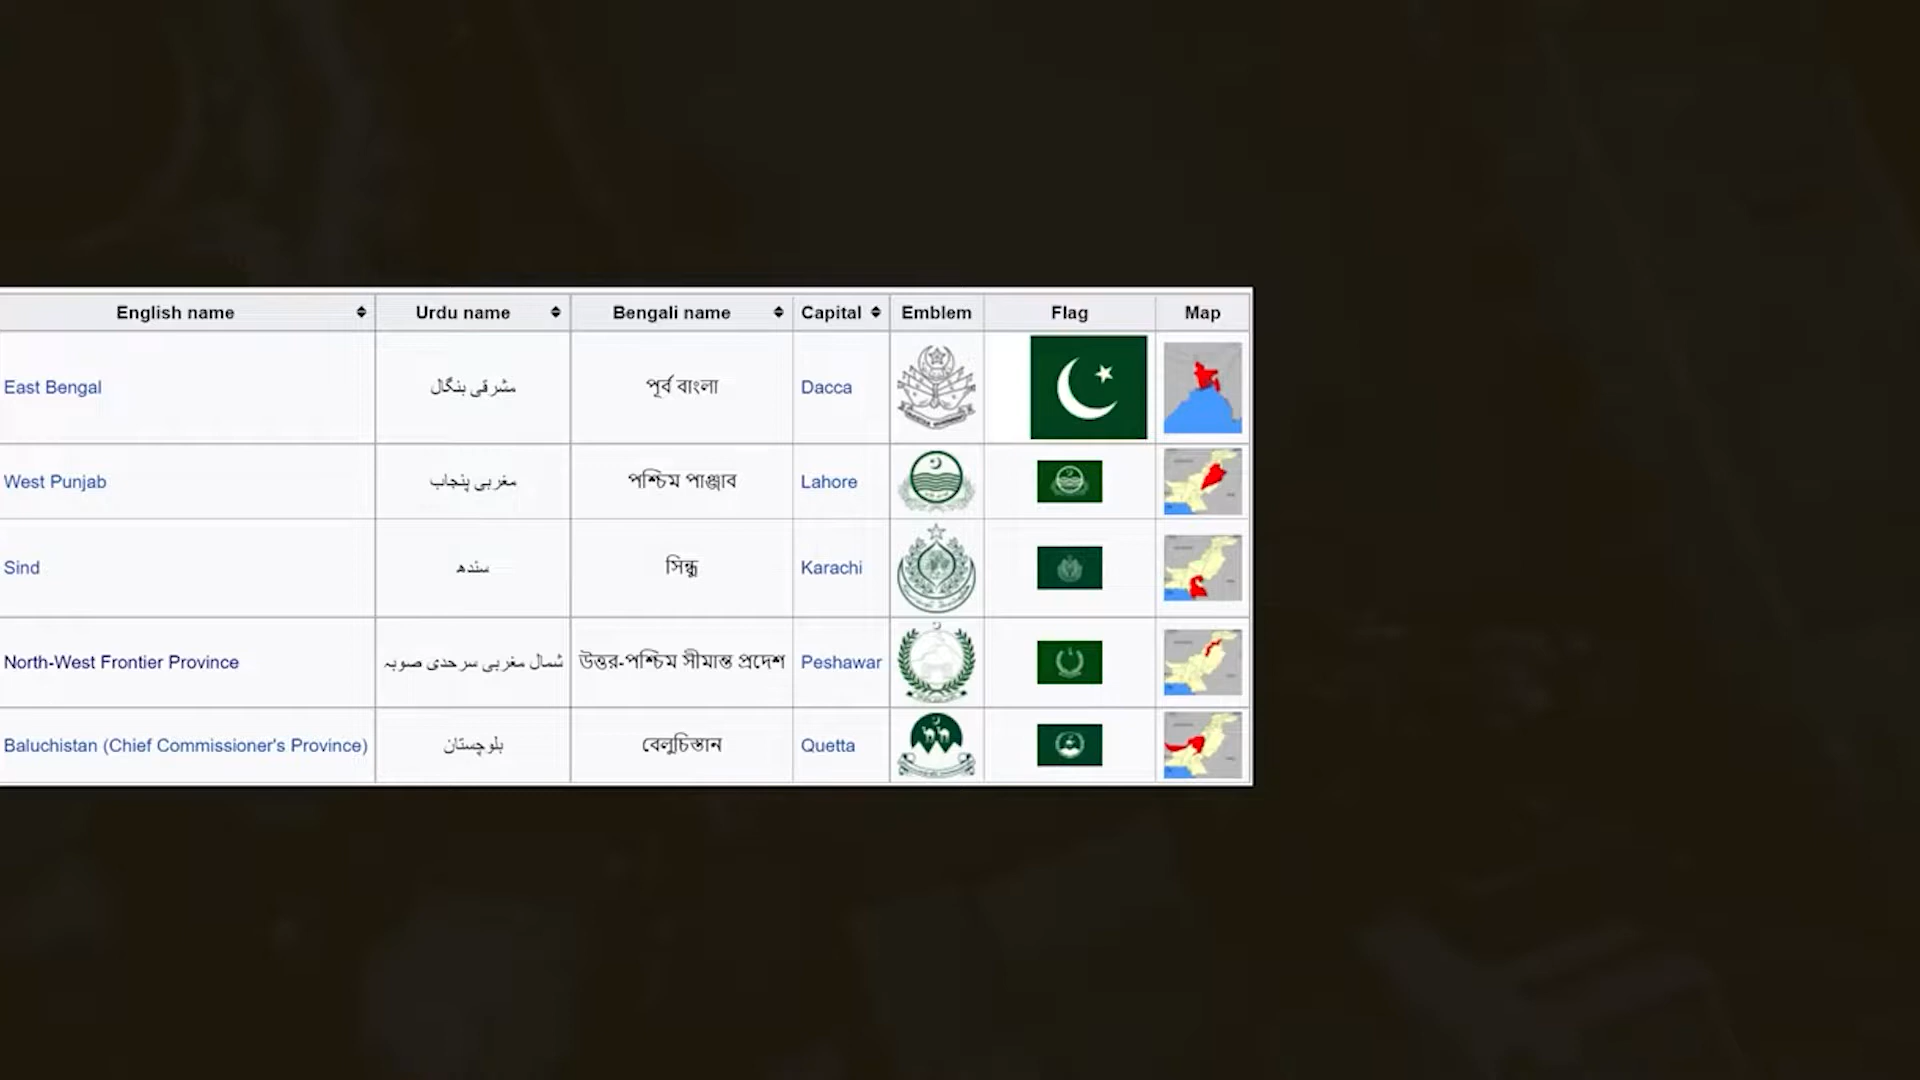 English name Urdu name Bengali name Capital Emblem Flag Map
East Bengal مشرقی بنگال পূর্ব বাংলা Dacca
West Punjab مغربی پنجاب পশ্চিম পাঞ্জাব Lahore
Sind سندھ সিন্ধু Karachi
North-West Frontier Province شمال مغربی سرحدی صوبہ উত্তর-পশ্চিম সীমান্ত প্রদেশ Peshawar
Baluchistan (Chief Commissioner's Province) بلوچستان বেলুচিস্তান Quetta